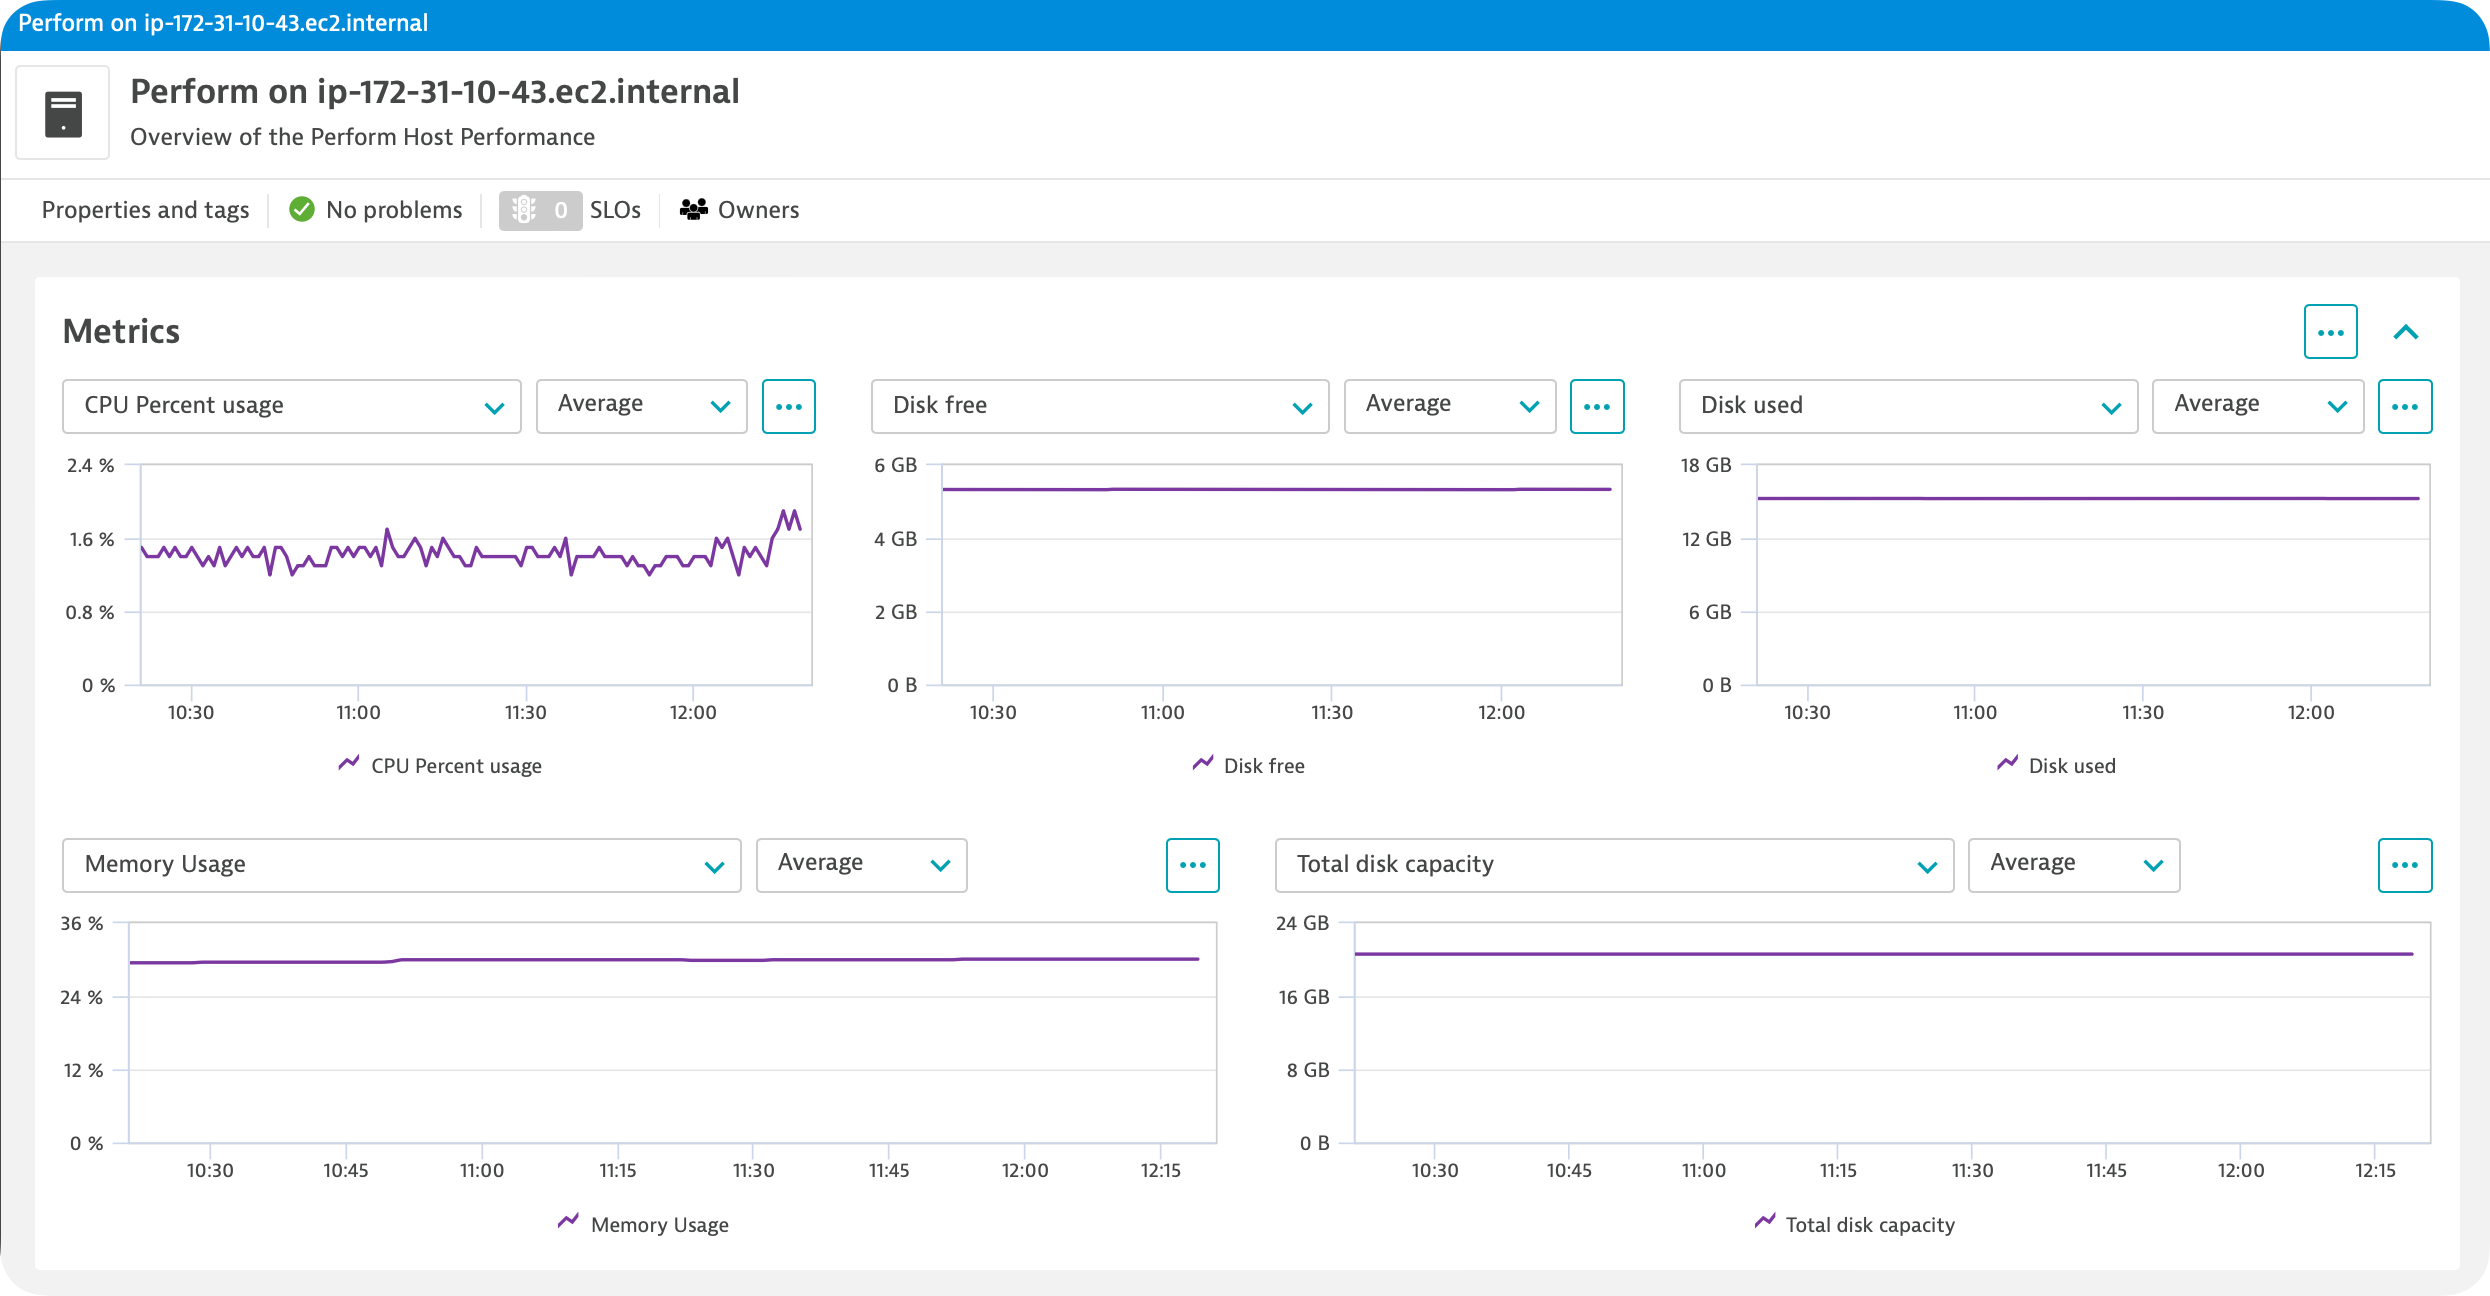 Perform on ip-172-31-10-43.ec2.internal
Perform on ip-172-31-10-43.ec2.internal
Overview of the Perform Host Performance
Properties and tags No problems 0 SLOs Owners
Metrics
CPU Percent usage Average
2.4 %
1.6 %
0.8 %
0 %
10:30 11:00 11:30 12:00
CPU Percent usage
Disk free Average
6 GB
4 GB
2 GB
0 B
10:30 11:00 11:30 12:00
Disk free
Disk used Average
18 GB
12 GB
6 GB
0 B
10:30 11:00 11:30 12:00
Disk used
Memory Usage Average
36 %
24 %
12 %
0 %
10:30 10:45 11:00 11:15 11:30 11:45 12:00 12:15
Memory Usage
Total disk capacity Average
24 GB
16 GB
8 GB
0 B
10:30 10:45 11:00 11:15 11:30 11:45 12:00 12:15
Total disk capacity